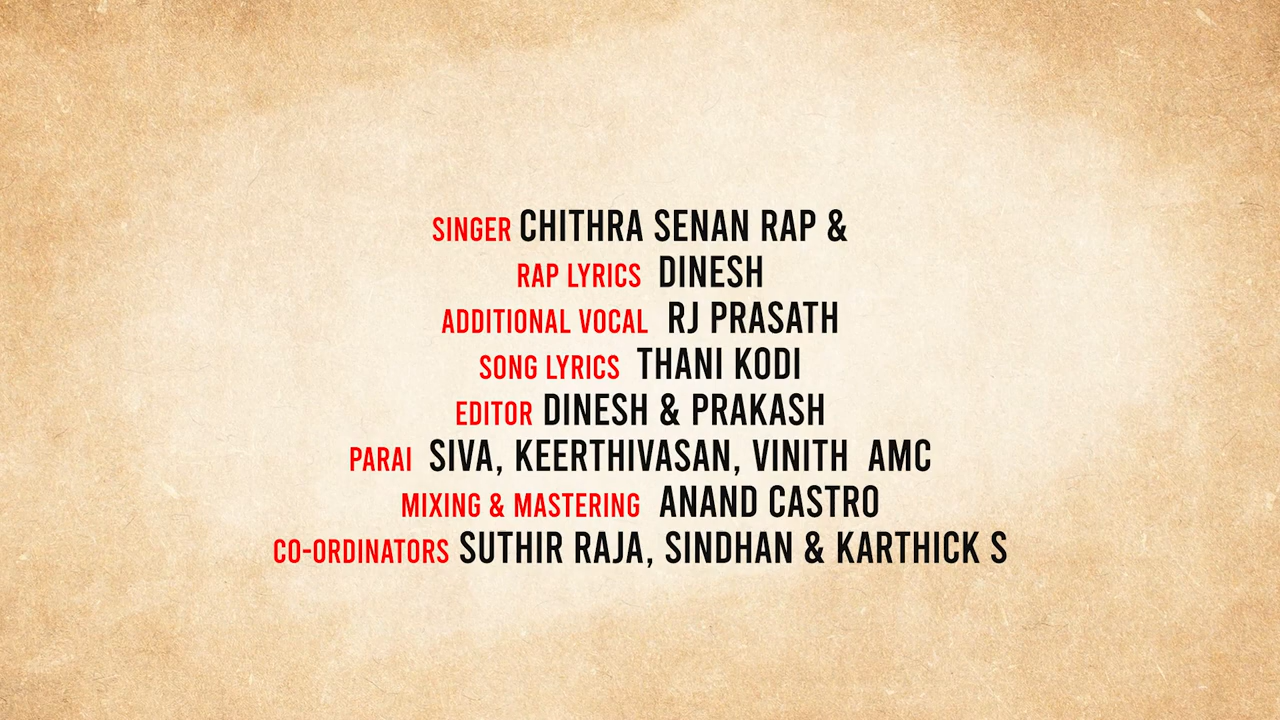 SINGER CHITHRA SENAN RAP &
RAP LYRICS DINESH
ADDITIONAL VOCAL RJ PRASATH
SONG LYRICS THANI KODI
EDITOR DINESH & PRAKASH
PARAI SIVA, KEERTHIVASAN, VINITH AMC
MIXING & MASTERING ANAND CASTRO
CO-ORDINATORS SUTHIR RAJA, SINDHAN & KARTHICK S